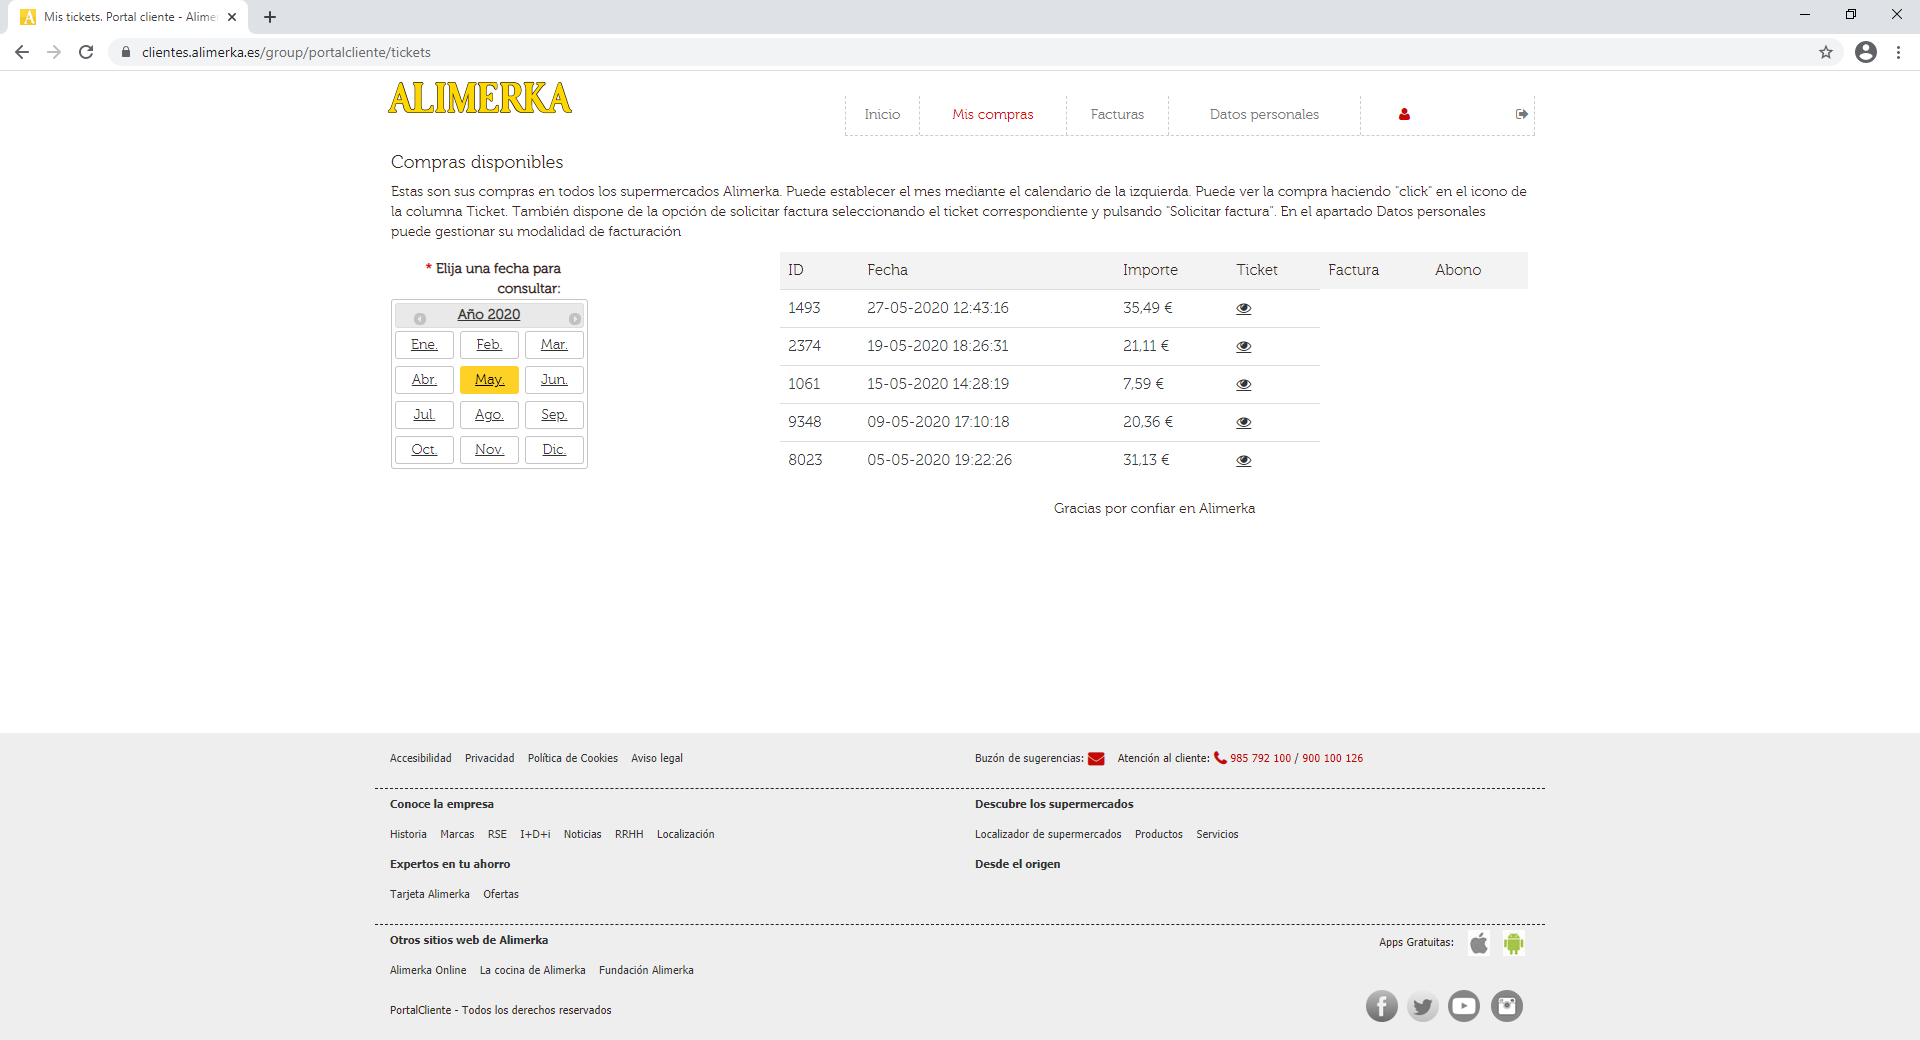 Mis tickets. Portal cliente - Alime
clientes.alimerka.es/group/portalcliente/tickets
ALIMERKA
Inicio Mis compras Facturas Datos personales
Compras disponibles
Estas son sus compras en todos los supermercados Alimerka. Puede establecer el mes mediante el calendario de la izquierda. Puede ver la compra haciendo "click" en el icono de
la columna Ticket. También dispone de la opción de solicitar factura seleccionando el ticket correspondiente y pulsando "Solicitar factura". En el apartado Datos personales
puede gestionar su modalidad de facturación
* Elija una fecha para
consultar:
Año 2020
Ene. Feb. Mar.
Abr. May. Jun.
Jul. Ago. Sep.
Oct. Nov. Dic.
ID Fecha Importe Ticket Factura Abono
1493 27-05-2020 12:43:16 35,49 €
2374 19-05-2020 18:26:31 21,11 €
1061 15-05-2020 14:28:19 7,59 €
9348 09-05-2020 17:10:18 20,36 €
8023 05-05-2020 19:22:26 31,13 €
Gracias por confiar en Alimerka
Accesibilidad Privacidad Política de Cookies Aviso legal
Buzón de sugerencias: Atención al cliente: 985 792 100 / 900 100 126
Conoce la empresa
Historia Marcas RSE I+D+i Noticias RRHH Localización
Descubre los supermercados
Localizador de supermercados Productos Servicios
Expertos en tu ahorro
Tarjeta Alimerka Ofertas
Desde el origen
Otros sitios web de Alimerka
Alimerka Online La cocina de Alimerka Fundación Alimerka
Apps Gratuitas:
PortalCliente - Todos los derechos reservados